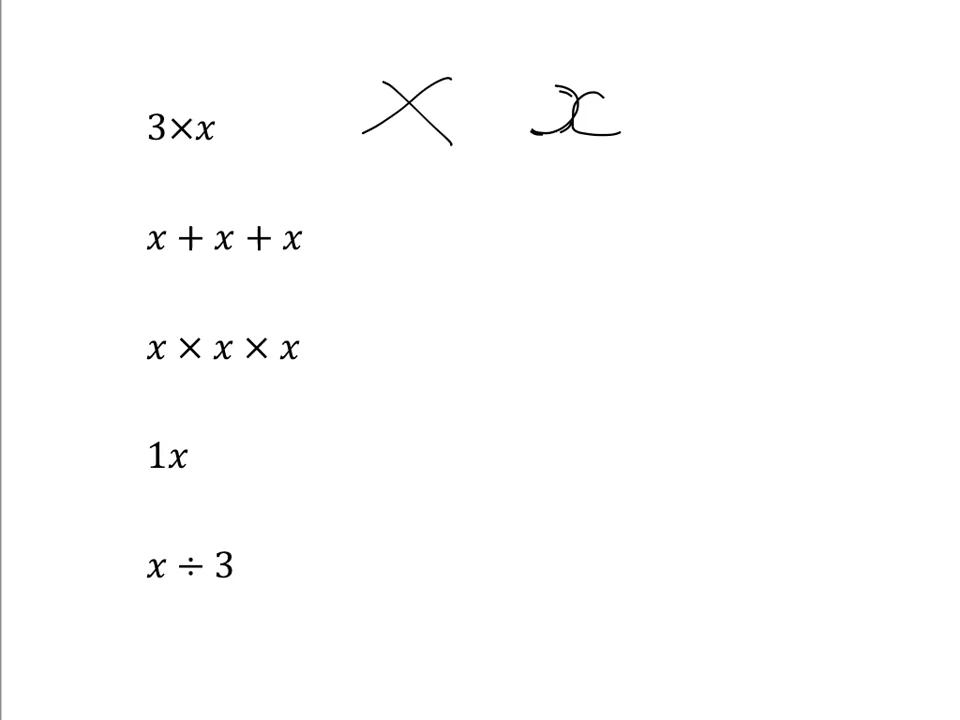 3×x X x
x + x + x
x × x × x
1x
x ÷ 3